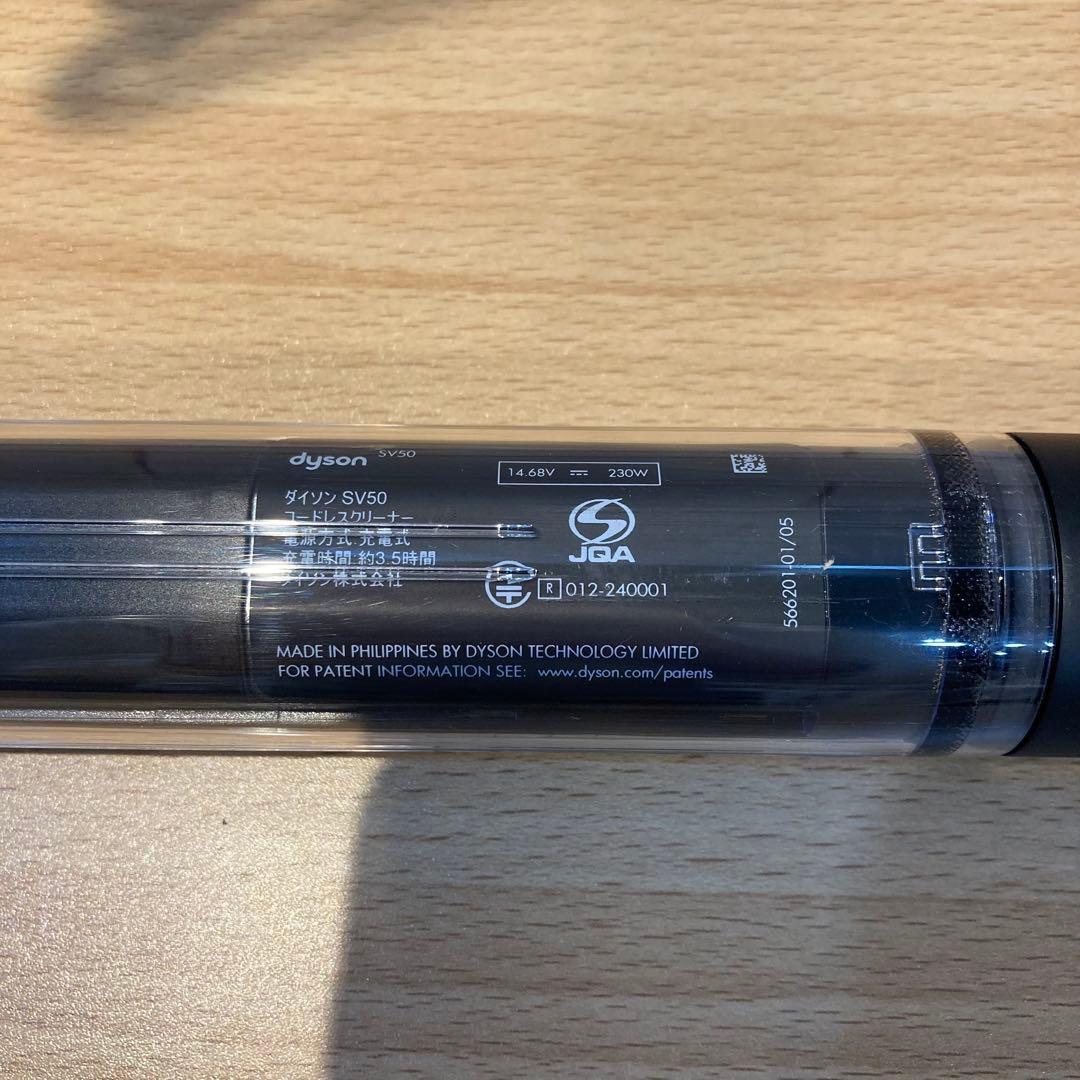 dyson SV50
14.68V ⎓ 230W
ダイソン SV50
コードレスクリーナー
電源方式: 充電式
充電時間: 約3.5時間
ダイソン株式会社
JQA
R 012-240001
MADE IN PHILIPPINES BY DYSON TECHNOLOGY LIMITED
FOR PATENT INFORMATION SEE: www.dyson.com/patents
566201-01/05